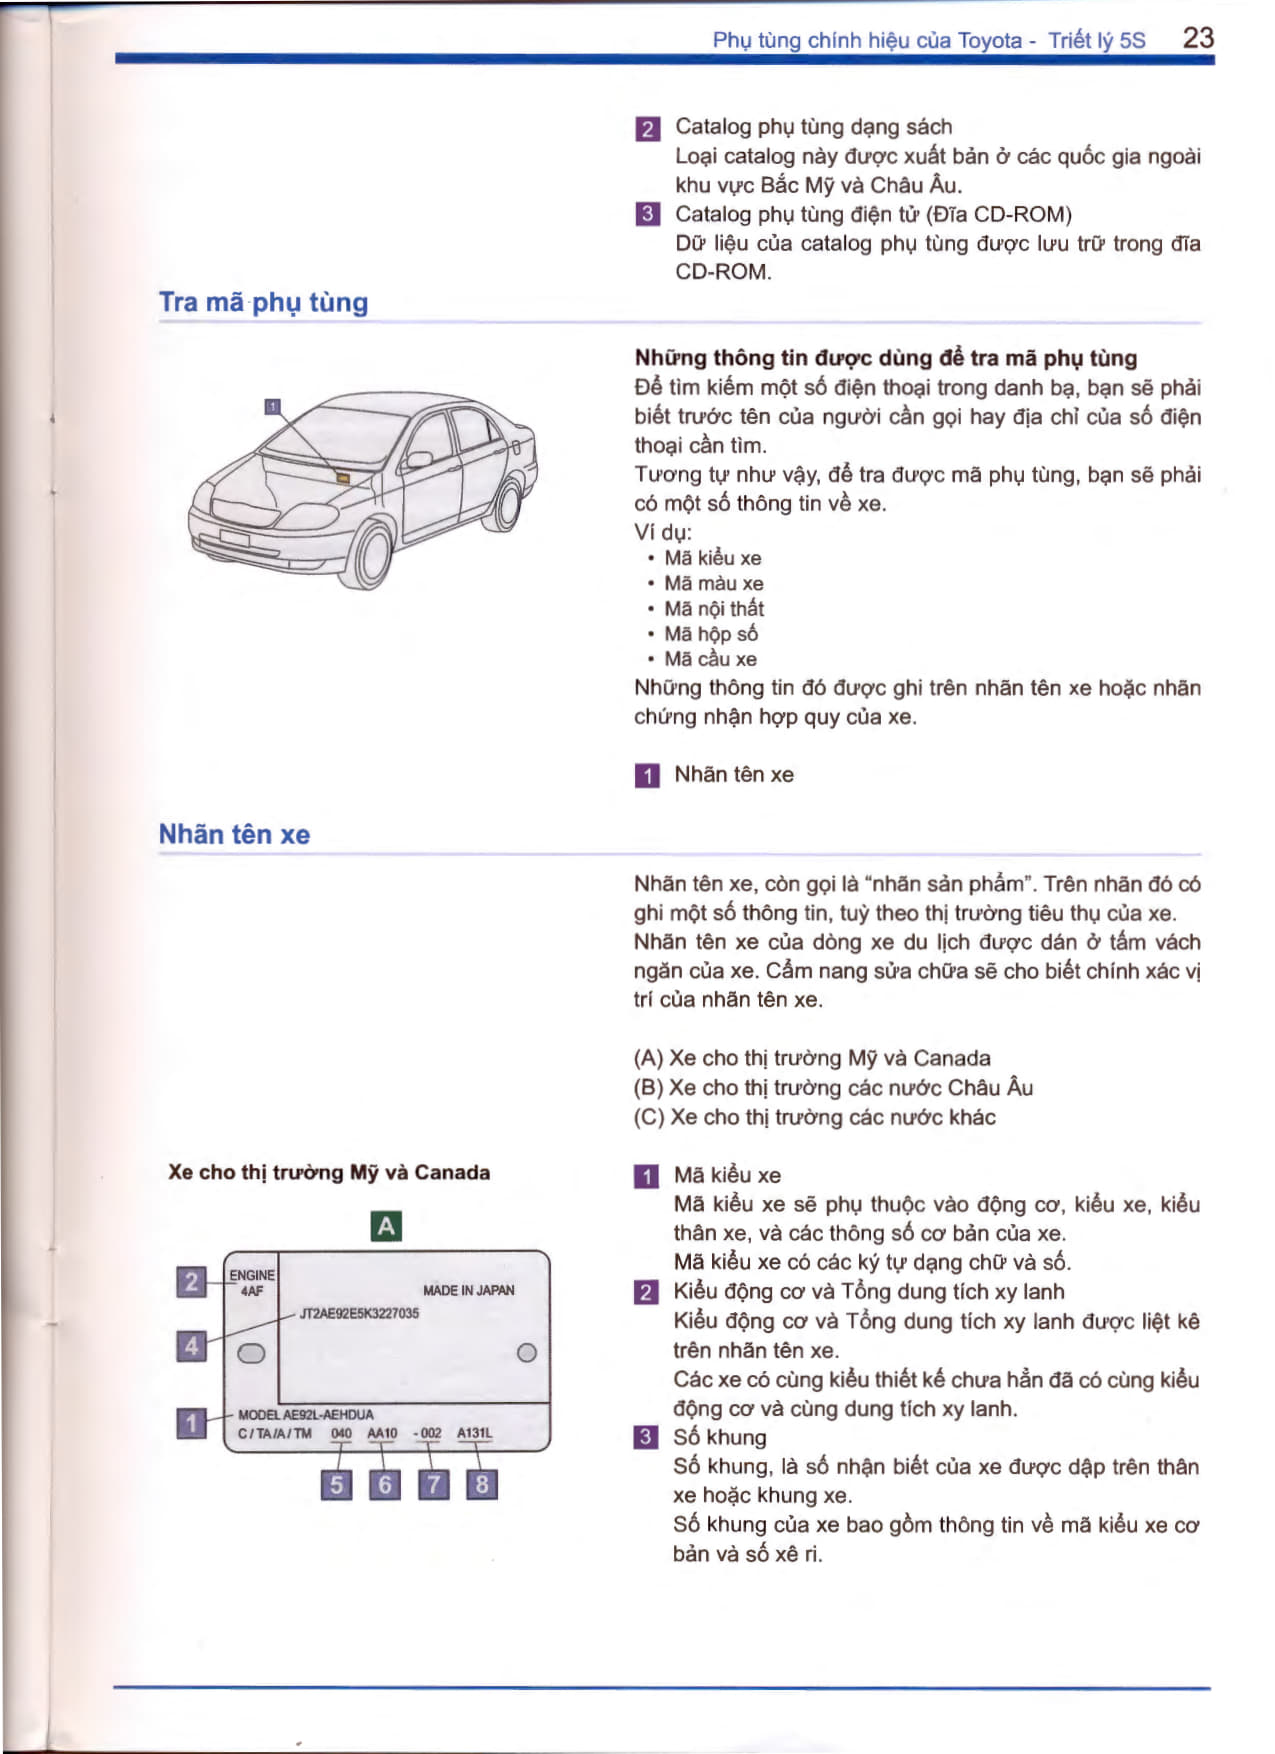 Phụ tùng chính hiệu của Toyota - Triết lý 5S 23
2 Catalog phụ tùng dạng sách
Loại catalog này được xuất bản ở các quốc gia ngoài
khu vực Bắc Mỹ và Châu Âu.
3 Catalog phụ tùng điện tử (Đĩa CD-ROM)
Dữ liệu của catalog phụ tùng được lưu trữ trong đĩa
CD-ROM.
Tra mã phụ tùng
1
Những thông tin được dùng để tra mã phụ tùng
Để tìm kiếm một số điện thoại trong danh bạ, bạn sẽ phải
biết trước tên của người cần gọi hay địa chỉ của số điện
thoại cần tìm.
Tương tự như vậy, để tra được mã phụ tùng, bạn sẽ phải
có một số thông tin về xe.
Ví dụ:
• Mã kiểu xe
• Mã màu xe
• Mã nội thất
• Mã hộp số
• Mã cầu xe
Những thông tin đó được ghi trên nhãn tên xe hoặc nhãn
chứng nhận hợp quy của xe.
1 Nhãn tên xe
Nhãn tên xe
Nhãn tên xe, còn gọi là “nhãn sản phẩm”. Trên nhãn đó có
ghi một số thông tin, tuỳ theo thị trường tiêu thụ của xe.
Nhãn tên xe của dòng xe du lịch được dán ở tấm vách
ngăn của xe. Cẩm nang sửa chữa sẽ cho biết chính xác vị
trí của nhãn tên xe.
(A) Xe cho thị trường Mỹ và Canada
(B) Xe cho thị trường các nước Châu Âu
(C) Xe cho thị trường các nước khác
Xe cho thị trường Mỹ và Canada
A
2
ENGINE
4AF
MADE IN JAPAN
JT2AE92E5K3227035
4
1
MODEL AE92L-AEHDUA
C / TA /A / TM 040 AA10 - 002 A131L
5 6 7 8
1 Mã kiểu xe
Mã kiểu xe sẽ phụ thuộc vào động cơ, kiểu xe, kiểu
thân xe, và các thông số cơ bản của xe.
Mã kiểu xe có các ký tự dạng chữ và số.
2 Kiểu động cơ và Tổng dung tích xy lanh
Kiểu động cơ và Tổng dung tích xy lanh được liệt kê
trên nhãn tên xe.
Các xe có cùng kiểu thiết kế chưa hẳn đã có cùng kiểu
động cơ và cùng dung tích xy lanh.
3 Số khung
Số khung, là số nhận biết của xe được dập trên thân
xe hoặc khung xe.
Số khung của xe bao gồm thông tin về mã kiểu xe cơ
bản và số xê ri.